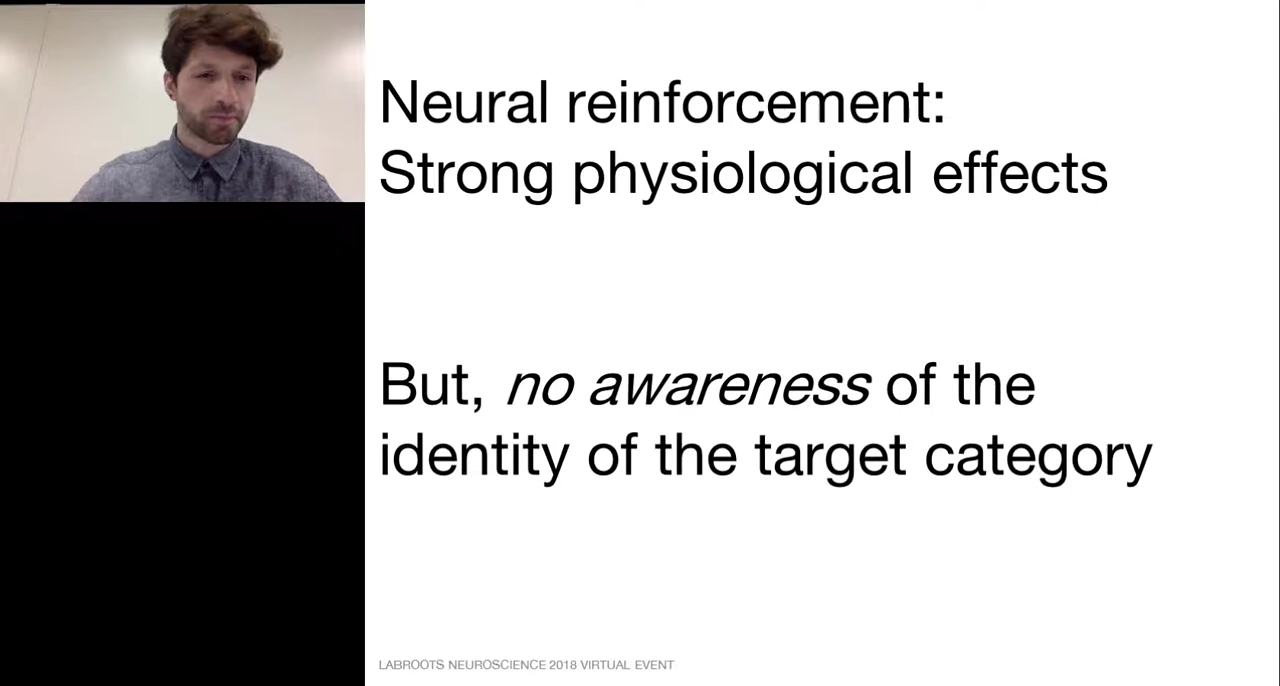 Neural reinforcement:
Strong physiological effects
But, no awareness of the
identity of the target category
LABROOTS NEUROSCIENCE 2018 VIRTUAL EVENT